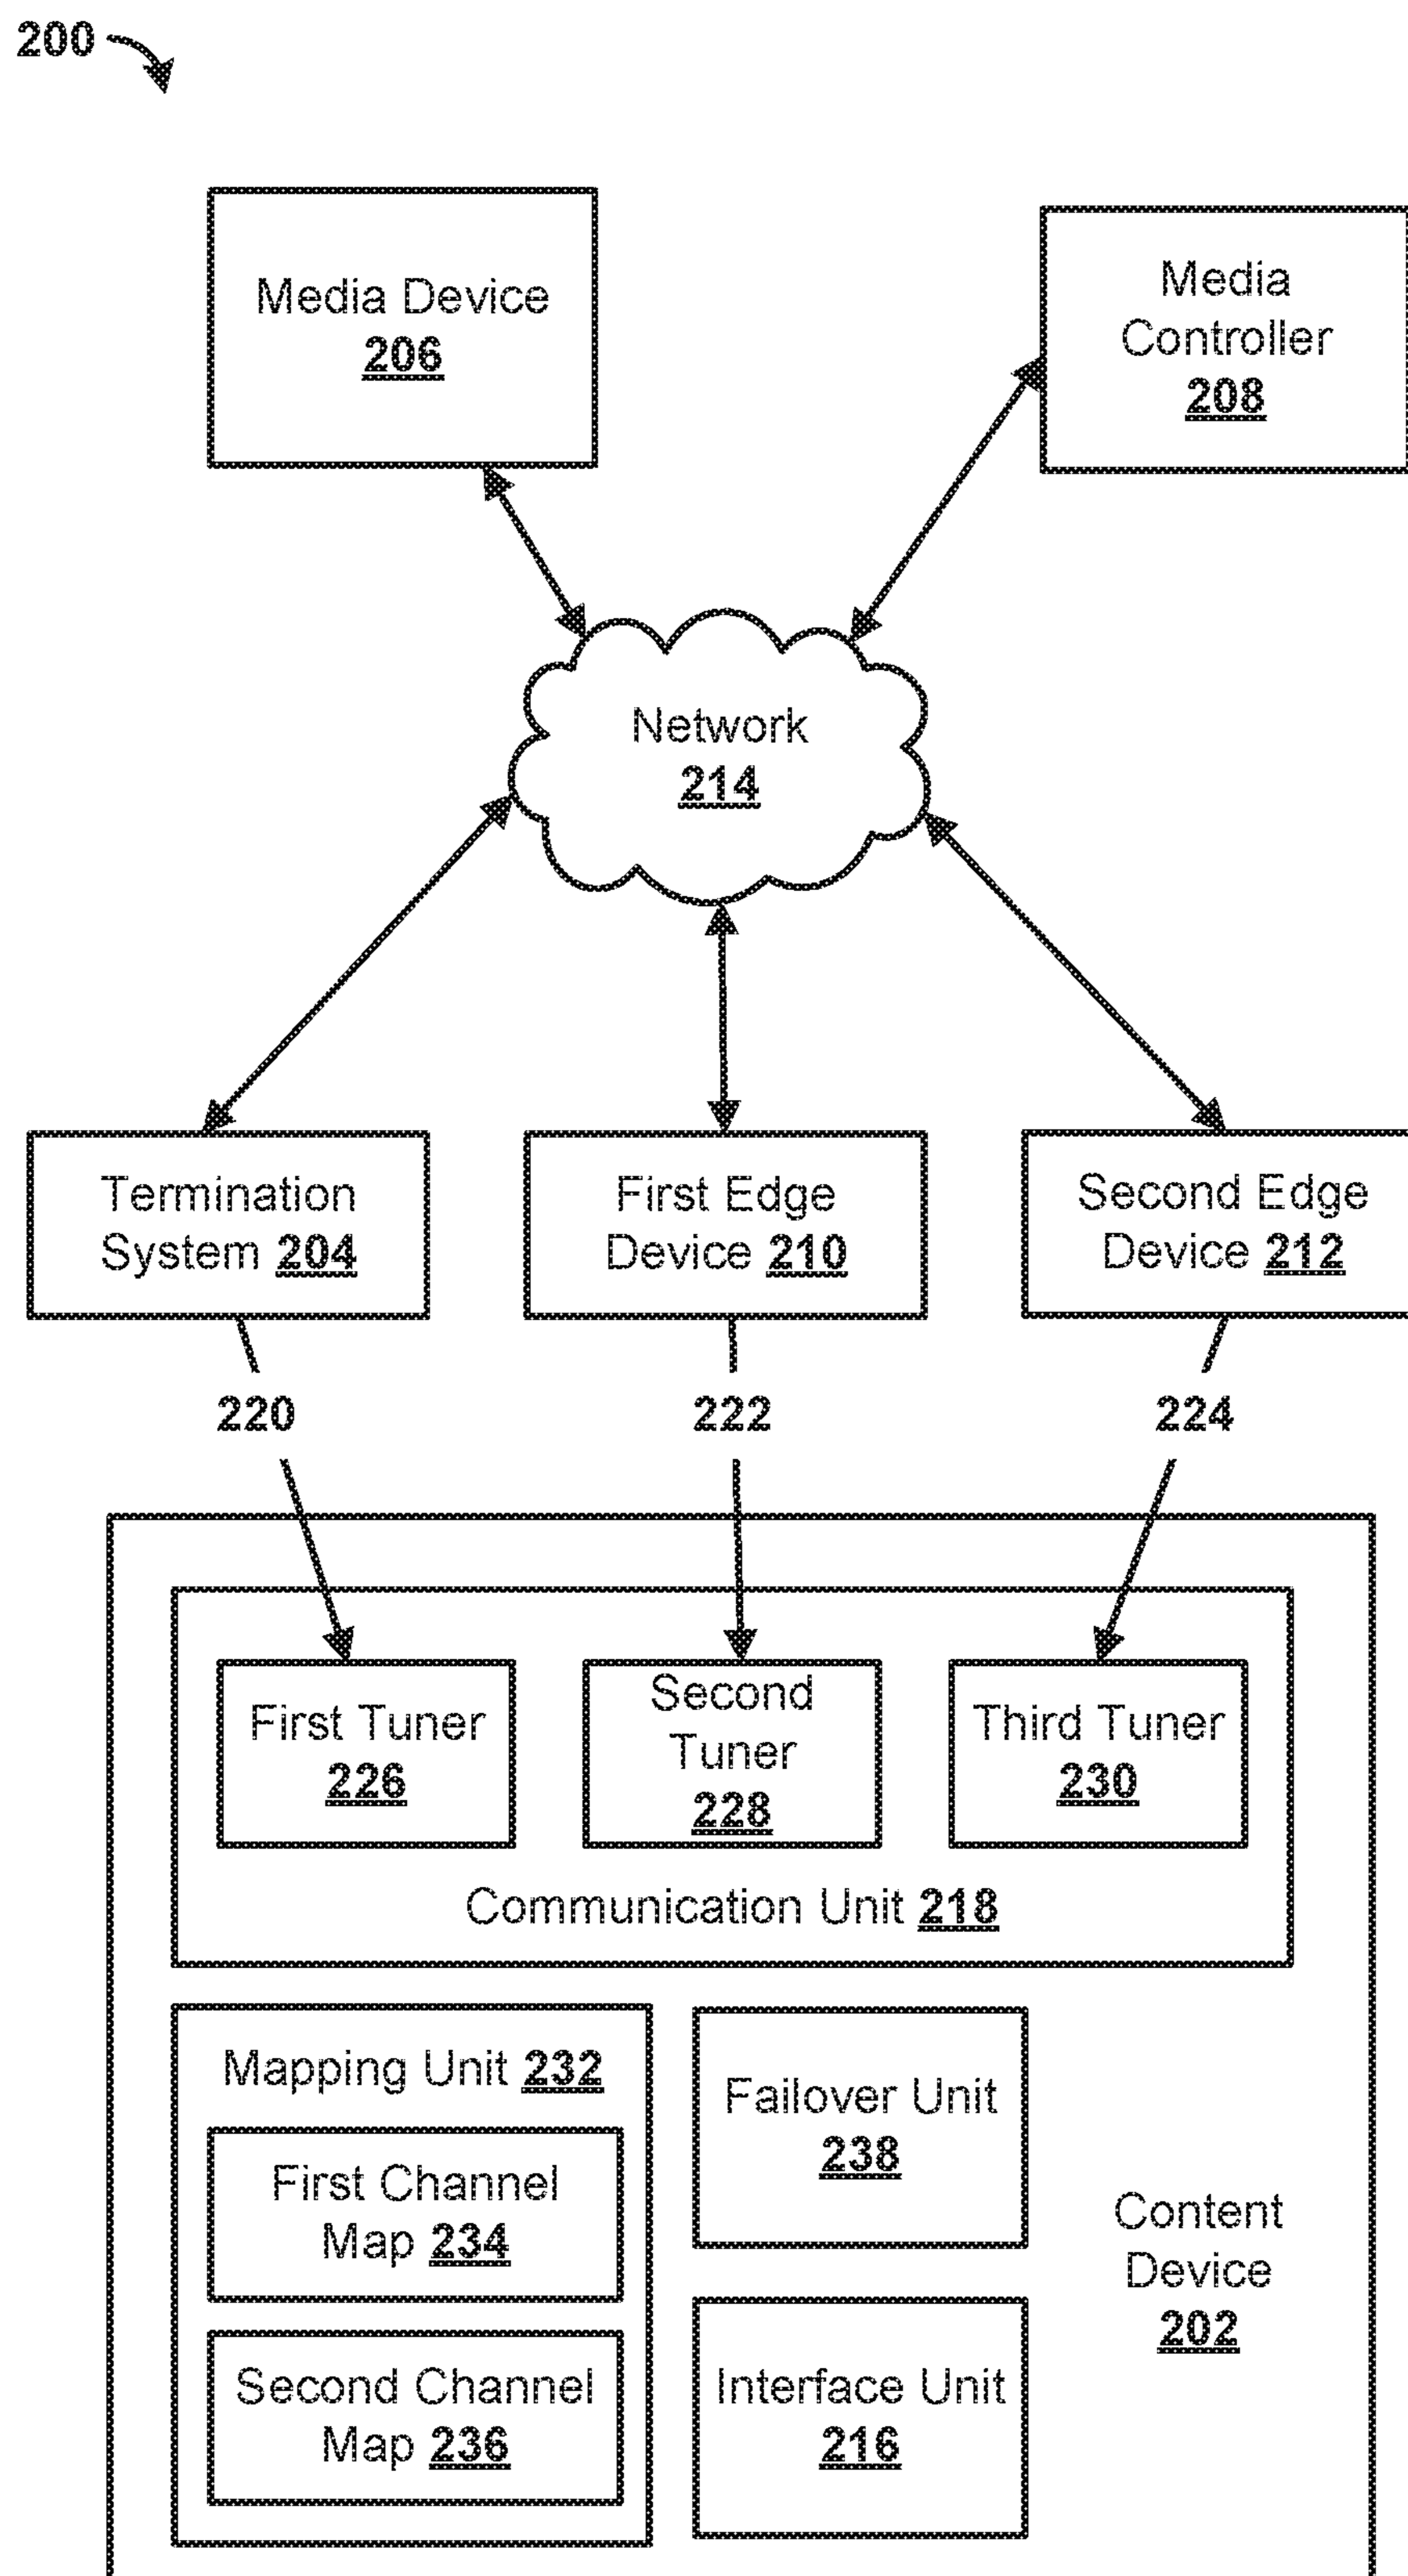 200
Media Device
206
Media
Controller
208
Network
214
Termination
System 204
First Edge
Device 210
Second Edge
Device 212
220
222
224
First Tuner
226
Second
Tuner
228
Third Tuner
230
Communication Unit 218
Mapping Unit 232
First Channel
Map 234
Second Channel
Map 236
Failover Unit
238
Interface Unit
216
Content
Device
202